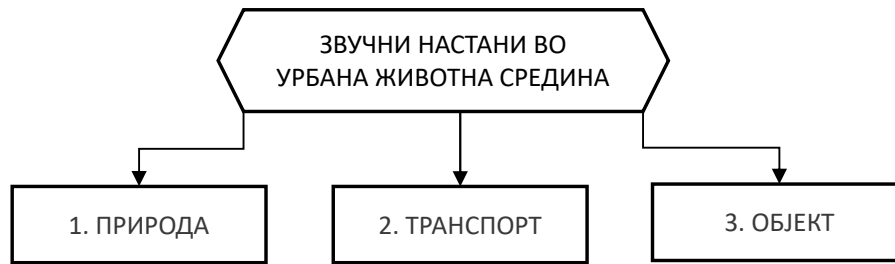 ЗВУЧНИ НАСТАНИ ВО
УРБАНА ЖИВОТНА СРЕДИНА
1. ПРИРОДА
2. ТРАНСПОРТ
3. ОБЈЕКТ